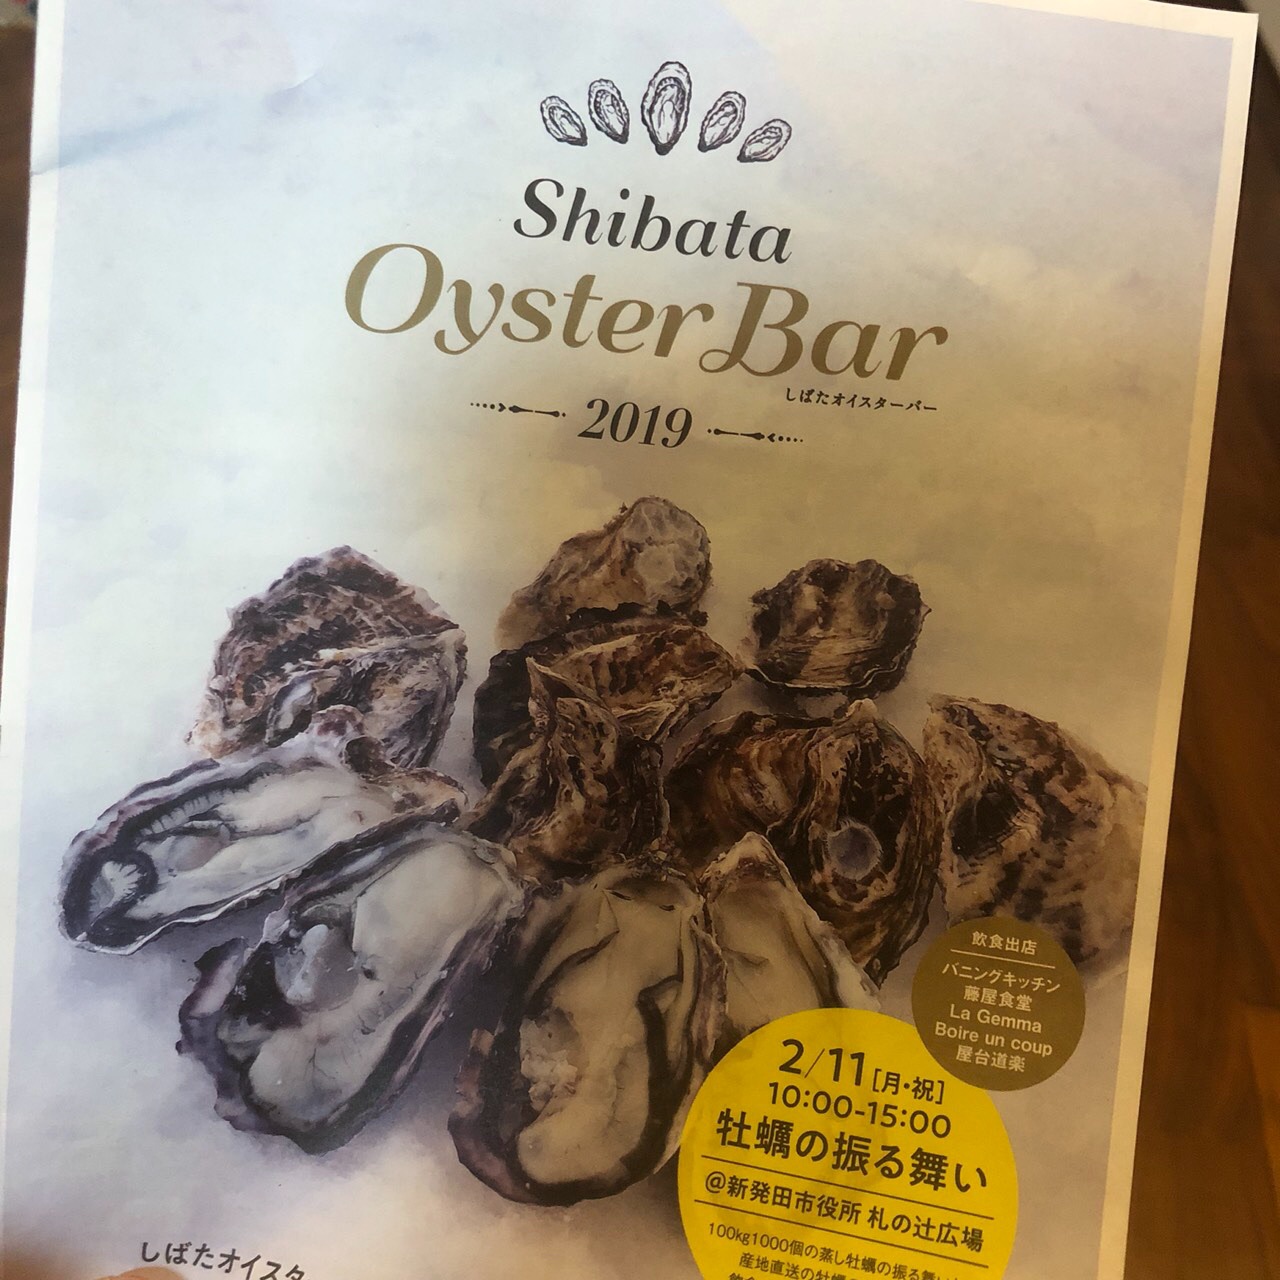 Shibata
Oyster Bar
しばたオイスターバー
2019
飲食出店
バニングキッチン
藤屋食堂
La Gemma
Boire un coup
屋台道楽
2/11[月・祝]
10:00-15:00
牡蠣の振る舞い
@新発田市役所 札の辻広場
100kg1000個の蒸し牡蠣の振る舞い
産地直送の牡蠣
しばたオイスタ